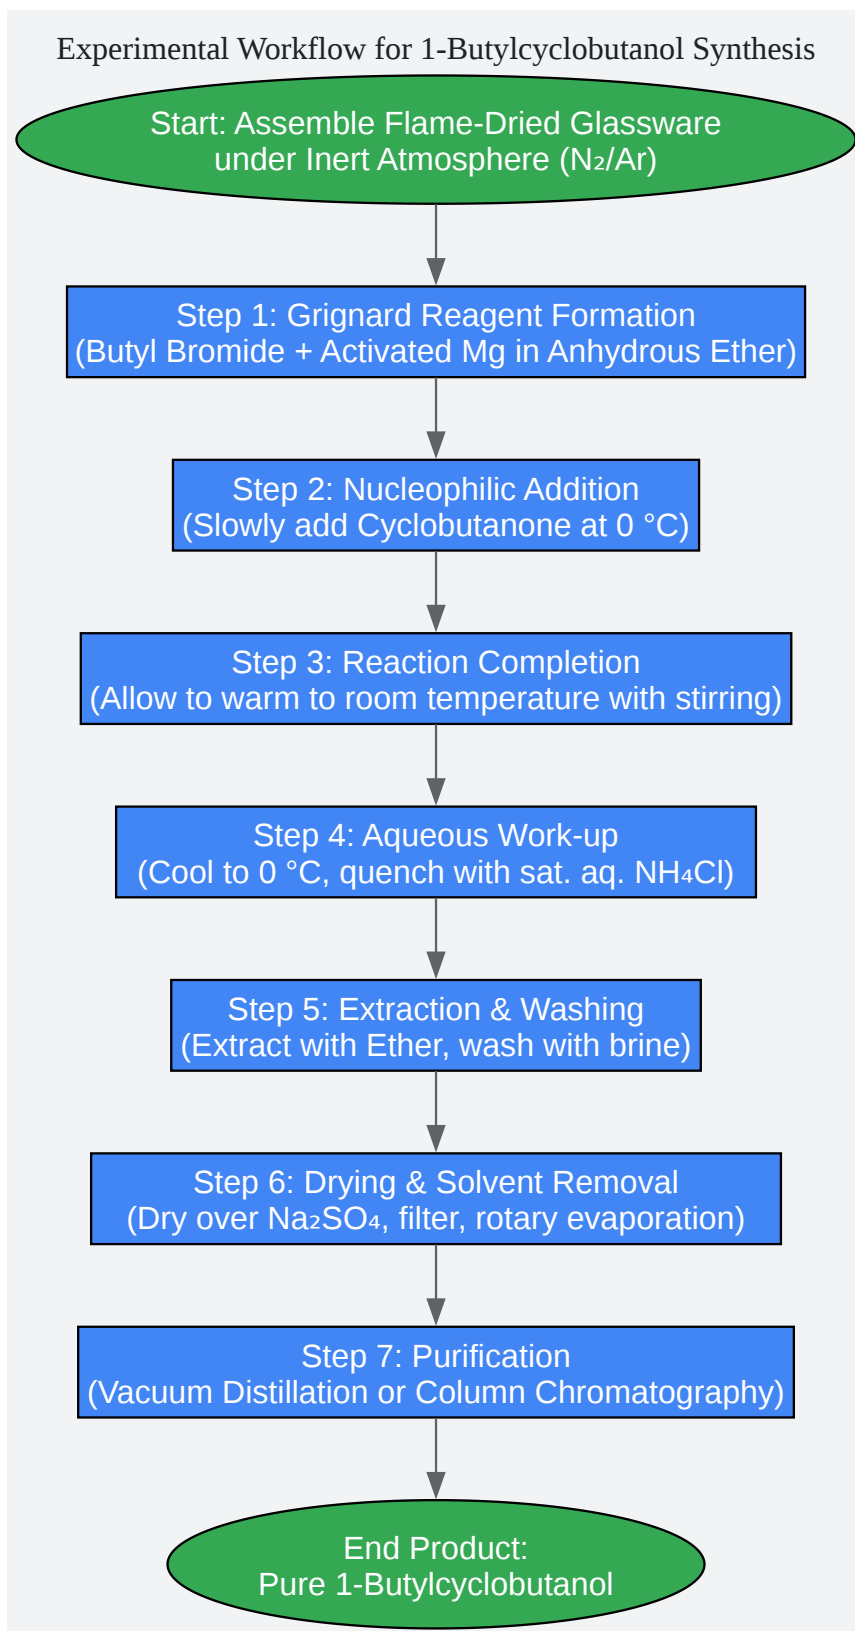 Experimental Workflow for 1-Butylcyclobutanol Synthesis
Start: Assemble Flame-Dried Glassware
under Inert Atmosphere (N₂/Ar)
Step 1: Grignard Reagent Formation
(Butyl Bromide + Activated Mg in Anhydrous Ether)
Step 2: Nucleophilic Addition
(Slowly add Cyclobutanone at 0 °C)
Step 3: Reaction Completion
(Allow to warm to room temperature with stirring)
Step 4: Aqueous Work-up
(Cool to 0 °C, quench with sat. aq. NH₄Cl)
Step 5: Extraction & Washing
(Extract with Ether, wash with brine)
Step 6: Drying & Solvent Removal
(Dry over Na₂SO₄, filter, rotary evaporation)
Step 7: Purification
(Vacuum Distillation or Column Chromatography)
End Product:
Pure 1-Butylcyclobutanol